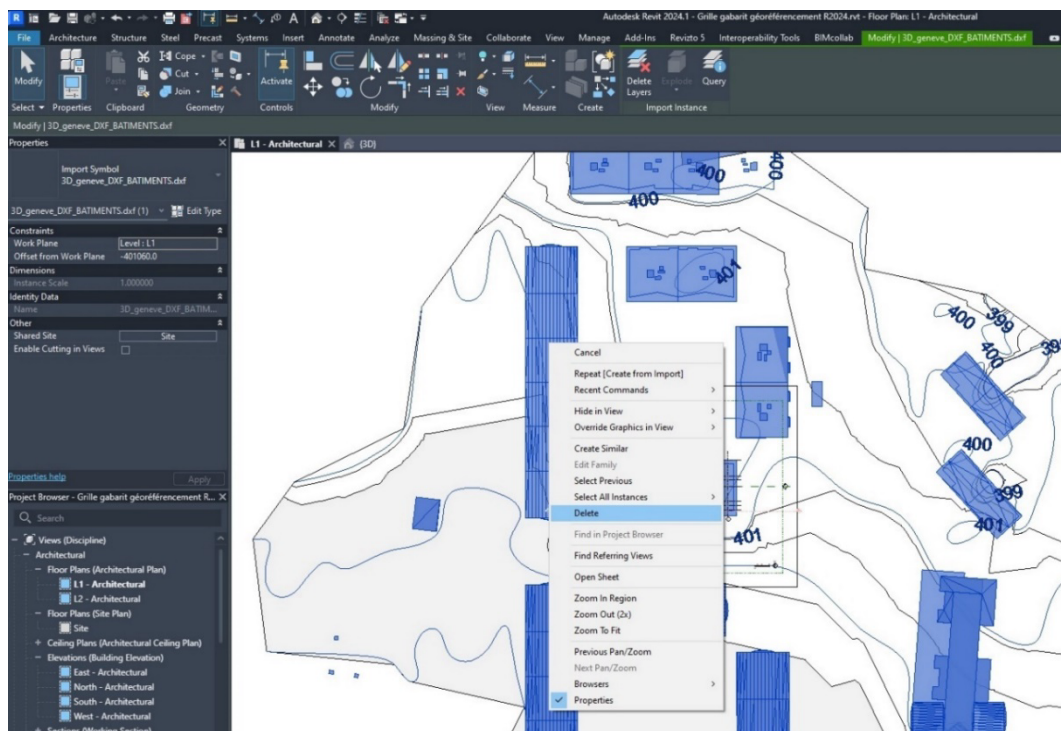 Autodesk Revit 2024.1 - Grille gabarit géoréférencement R2024.rvt - Floor Plan: L1 - Architectural
File Architecture Structure Steel Precast Systems Insert Annotate Analyze Massing & Site Collaborate View Manage Add-Ins Revizto 5 Interoperability Tools BIMcollab Modify | 3D_geneve_DXF_BATIMENTS.dxf
Modify Paste Cope Cut Join Activate Delete Layers Explode Query
Select Properties Clipboard Geometry Controls Modify View Measure Create Import Instance
Modify | 3D_geneve_DXF_BATIMENTS.dxf
Properties
Import Symbol
3D_geneve_DXF_BATIMENTS.dxf
3D_geneve_DXF_BATIMENTS.dxf (1) Edit Type
Constraints
Work Plane Level : L1
Offset from Work Plane -401060.0
Dimensions
Instance Scale 1.000000
Identity Data
Name 3D_geneve_DXF_BATIM...
Other
Shared Site Site
Enable Cutting in Views
Properties help Apply
Project Browser - Grille gabarit géoréférencement R...
Search
Views (Discipline)
Architectural
Floor Plans (Architectural Plan)
L1 - Architectural
L2 - Architectural
Floor Plans (Site Plan)
Site
Ceiling Plans (Architectural Ceiling Plan)
Elevations (Building Elevation)
East - Architectural
North - Architectural
South - Architectural
West - Architectural
L1 - Architectural {3D}
400
400
400
401
400
399
400
399
400
399
401
401
Cancel
Repeat [Create from Import]
Recent Commands
Hide in View
Override Graphics in View
Create Similar
Edit Family
Select Previous
Select All Instances
Delete
Find in Project Browser
Find Referring Views
Open Sheet
Zoom In Region
Zoom Out (2x)
Zoom To Fit
Previous Pan/Zoom
Next Pan/Zoom
Browsers
Properties